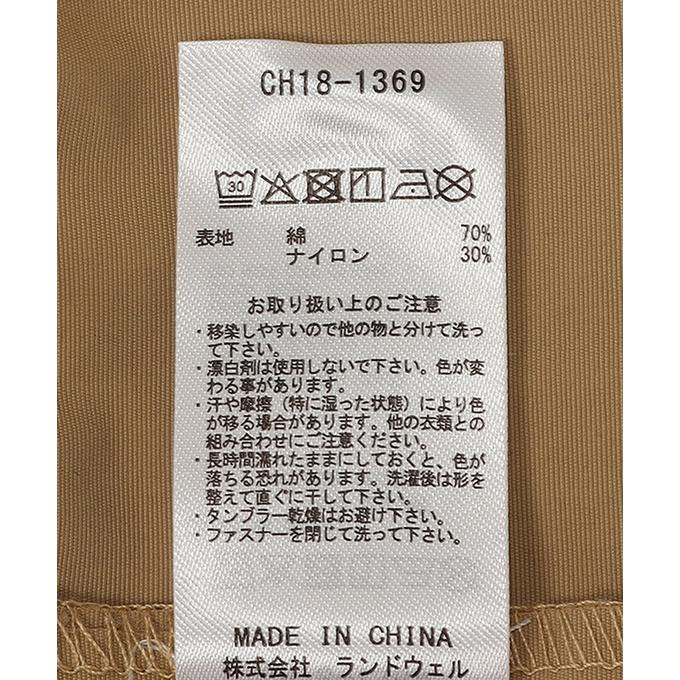 CH18-1369
30
表地 綿 70%
ナイロン 30%
お取り扱い上のご注意
・移染しやすいので他の物と分けて洗っ
て下さい。
・漂白剤は使用しないで下さい。色が変
わる事があります。
・汗や摩擦（特に湿った状態）により色
が移る場合があります。他の衣類との
組み合わせにご注意ください。
・長時間濡れたままにしておくと、色が
落ちる恐れがあります。洗濯後は形を
整えて直ぐに干して下さい。
・タンブラー乾燥はお避け下さい。
・ファスナーを閉じて洗って下さい。
MADE IN CHINA
株式会社 ランドウェル